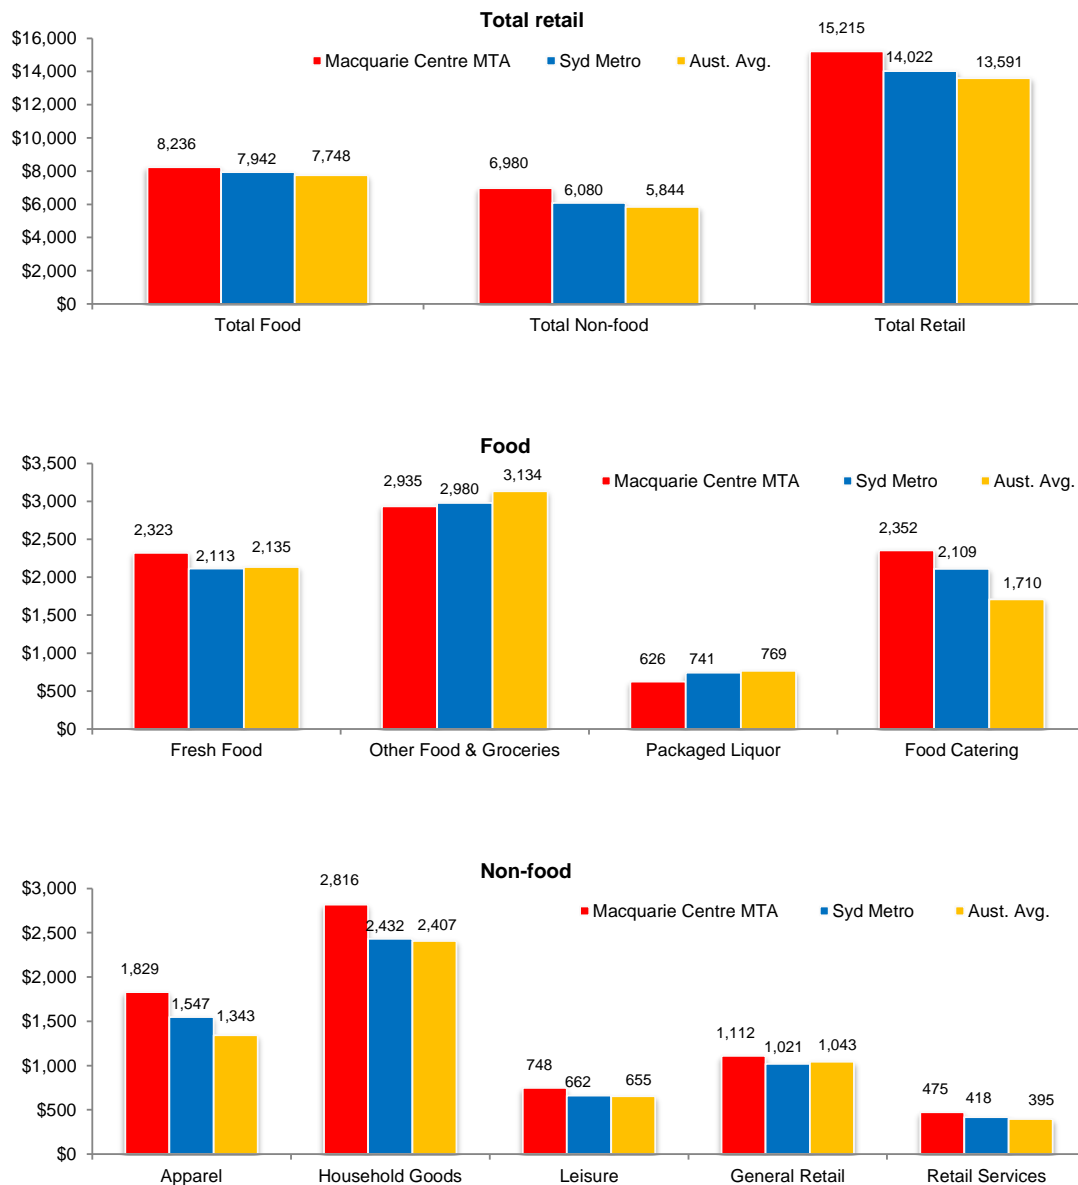 Total retail
$16,000
$14,000
$12,000
$10,000
$8,000
$6,000
$4,000
$2,000
$0
Macquarie Centre MTA Syd Metro Aust. Avg.
8,236 7,942 7,748
6,980 6,080 5,844
15,215 14,022 13,591
Total Food Total Non-food Total Retail
Food
$3,500
$3,000
$2,500
$2,000
$1,500
$1,000
$500
$0
Macquarie Centre MTA Syd Metro Aust. Avg.
2,323 2,113 2,135
2,935 2,980 3,134
626 741 769
2,352 2,109 1,710
Fresh Food Other Food & Groceries Packaged Liquor Food Catering
Non-food
$3,000
$2,500
$2,000
$1,500
$1,000
$500
$0
Macquarie Centre MTA Syd Metro Aust. Avg.
1,829 1,547 1,343
2,816 2,432 2,407
748 662 655
1,112 1,021 1,043
475 418 395
Apparel Household Goods Leisure General Retail Retail Services